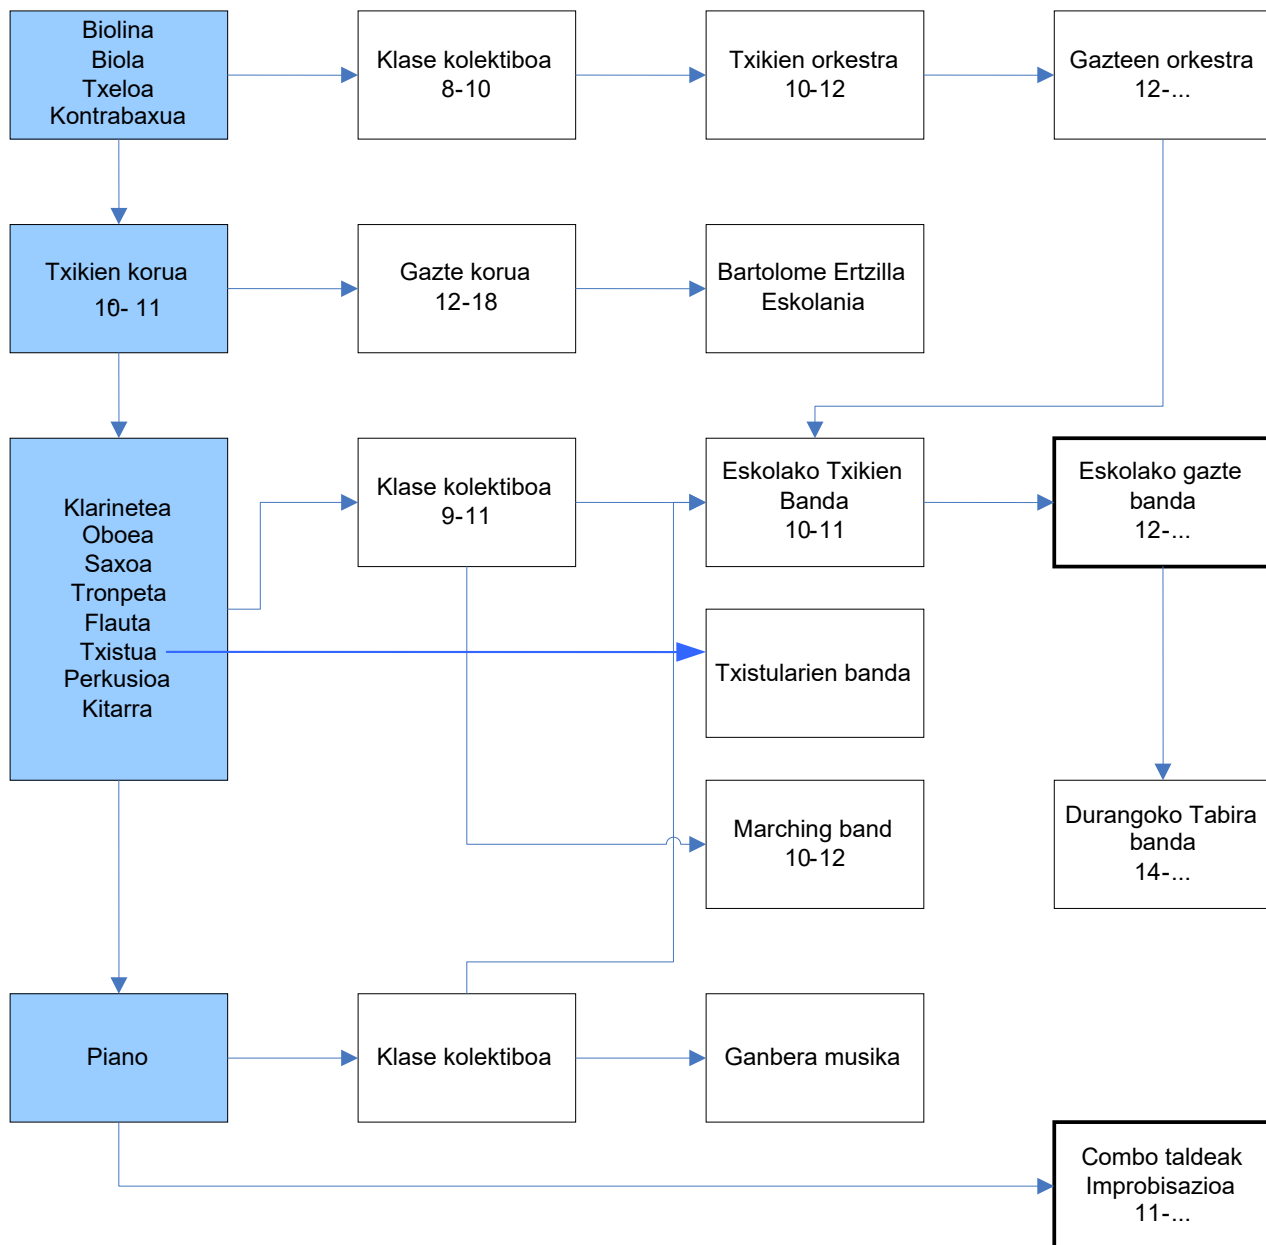 Biolina
Biola
Txeloa
Kontrabaxua
Klase kolektiboa
8-10
Txikien orkestra
10-12
Gazteen orkestra
12-...
Txikien korua
10- 11
Gazte korua
12-18
Bartolome Ertzilla
Eskolania
Klarinetea
Oboea
Saxoa
Tronpeta
Flauta
Txistua
Perkusioa
Kitarra
Klase kolektiboa
9-11
Eskolako Txikien
Banda
10-11
Eskolako gazte
banda
12-...
Txistularien banda
Marching band
10-12
Durangoko Tabira
banda
14-...
Piano
Klase kolektiboa
Ganbera musika
Combo taldeak
Improbisazioa
11-...